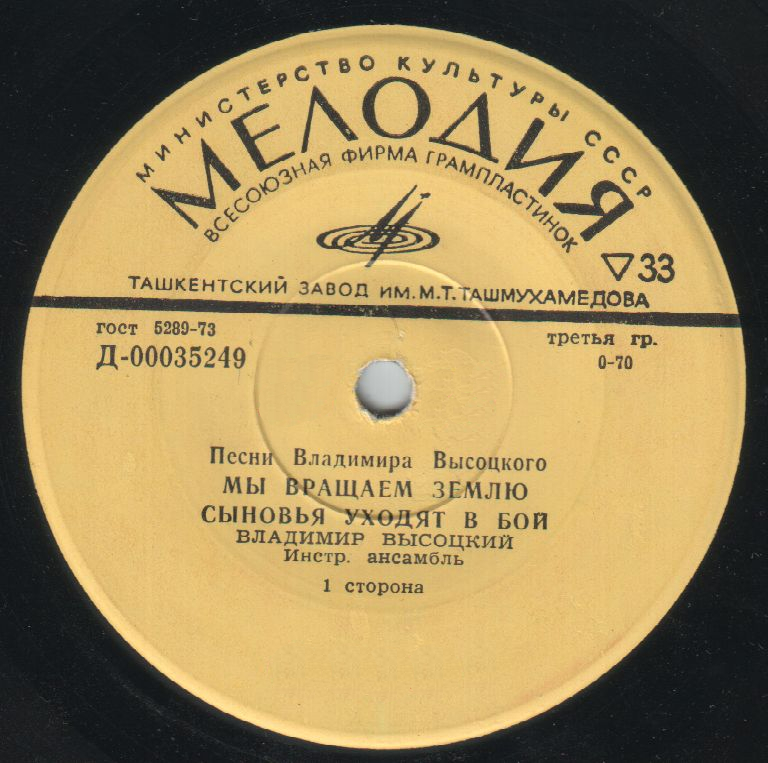 МИНИСТЕРСТВО КУЛЬТУРЫ СССР
МЕЛОДИЯ
ВСЕСОЮЗНАЯ ФИРМА ГРАМПЛАСТИНОК
33
ТАШКЕНТСКИЙ ЗАВОД ИМ. М.Т. ТАШМУХАМЕДОВА
гост 5289-73
третья гр.
Д-00035249
0-70
Песни Владимира Высоцкого
МЫ ВРАЩАЕМ ЗЕМЛЮ
СЫНОВЬЯ УХОДЯТ В БОЙ
ВЛАДИМИР ВЫСОЦКИЙ
Инстр. ансамбль
1 сторона